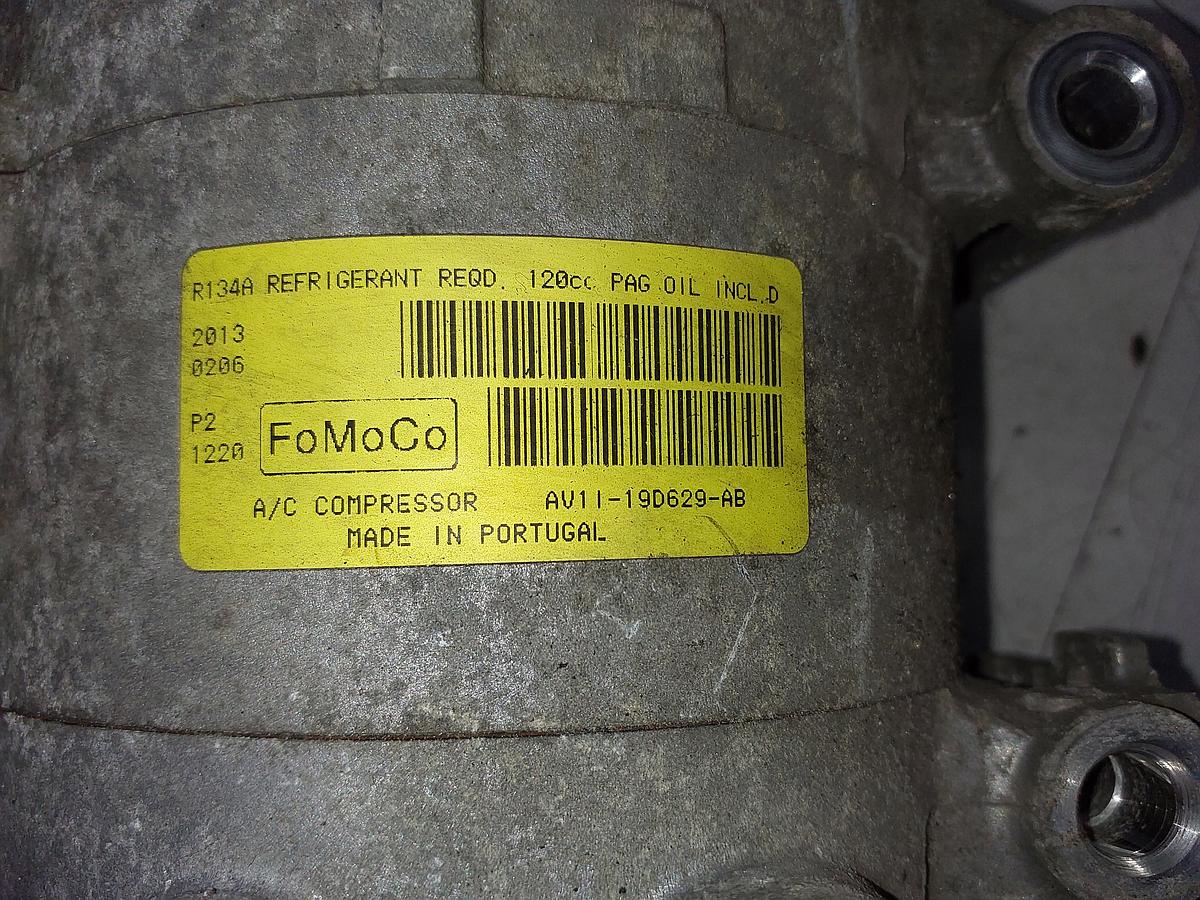 R134A REFRIGERANT REQD. 120cc PAG OIL INCL.D
2013
0206
P2
1220
FoMoCo
A/C COMPRESSOR AV11-19D629-AB
MADE IN PORTUGAL